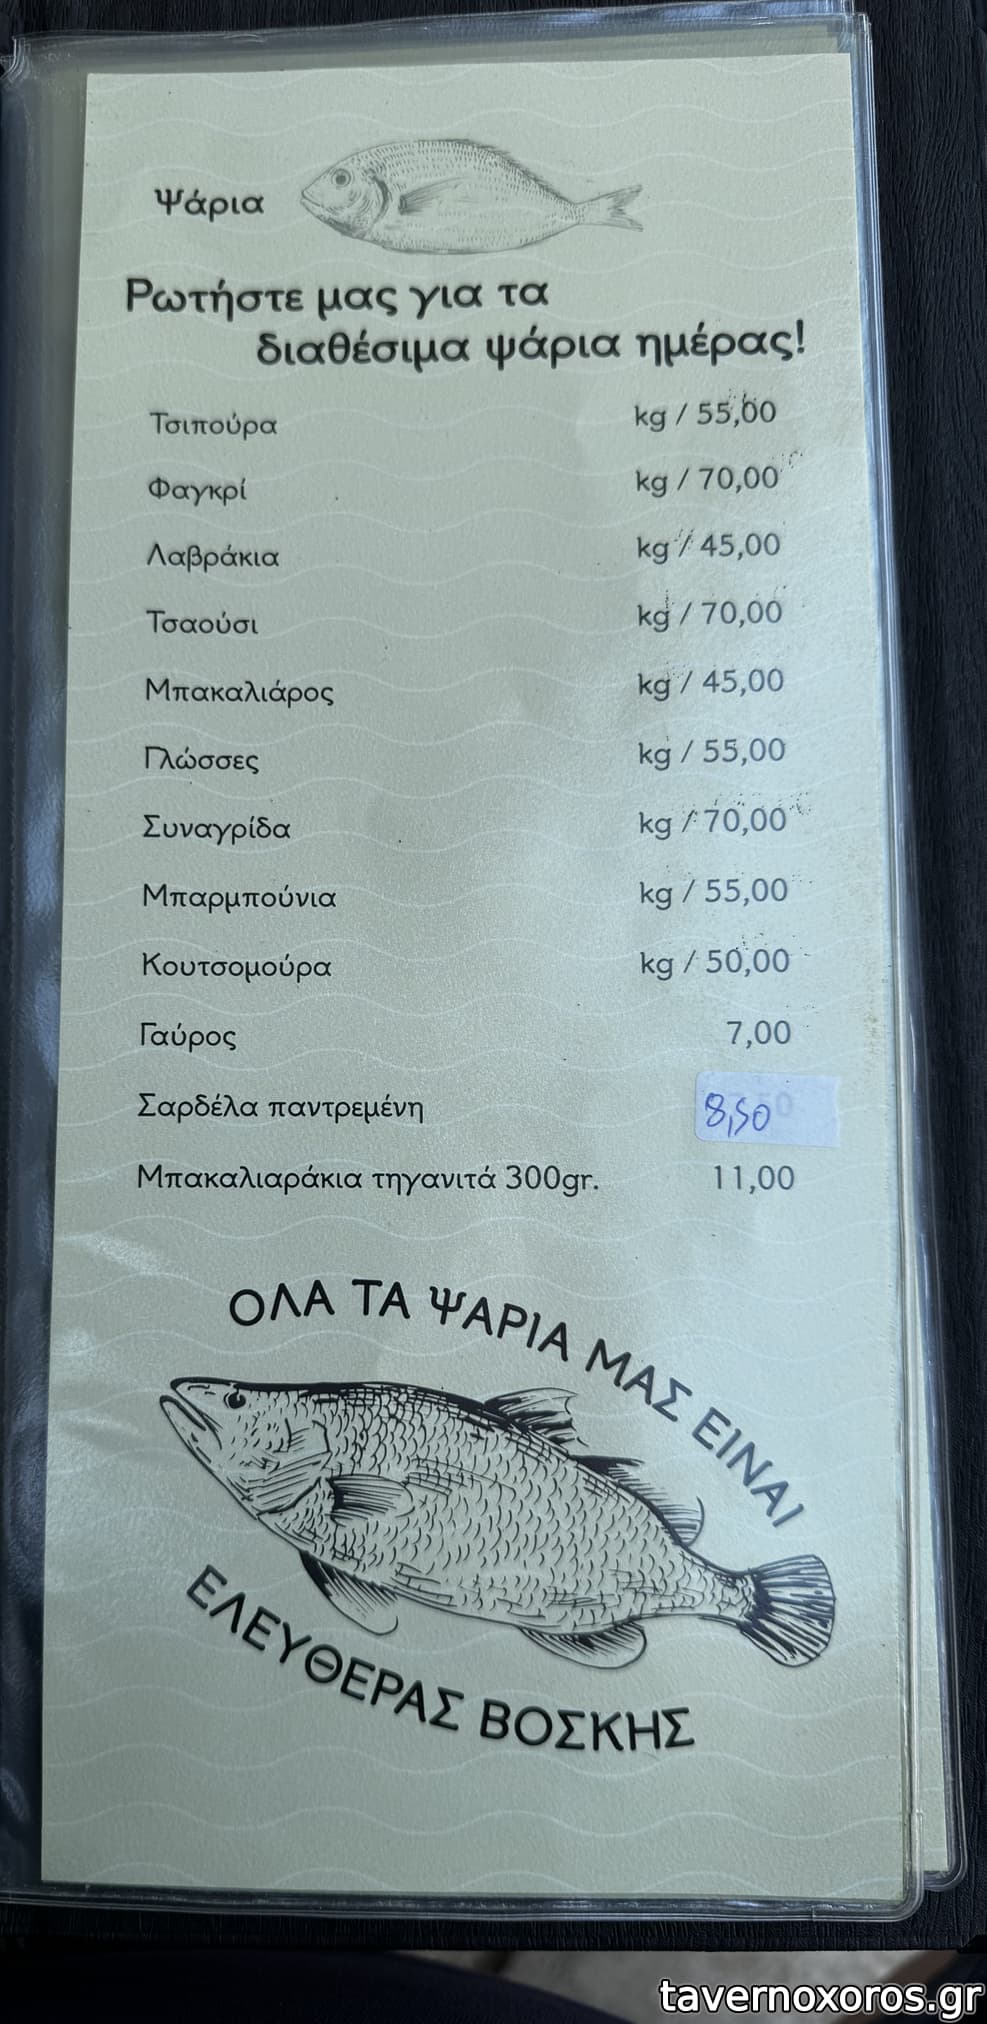 Ψάρια
Ρωτήστε μας για τα
διαθέσιμα ψάρια ημέρας!
Τσιπούρα kg / 55,00
Φαγκρί kg / 70,00
Λαβράκια kg / 45,00
Τσαούσι kg / 70,00
Μπακαλιάρος kg / 45,00
Γλώσσες kg / 55,00
Συναγρίδα kg / 70,00
Μπαρμπούνια kg / 55,00
Κουτσομούρα kg / 50,00
Γαύρος 7,00
Σαρδέλα παντρεμένη 8,50
Μπακαλιαράκια τηγανιτά 300gr. 11,00
ΟΛΑ ΤΑ ΨΑΡΙΑ ΜΑΣ ΕΙΝΑΙ
ΕΛΕΥΘΕΡΑΣ ΒΟΣΚΗΣ
tavernoxoros.gr